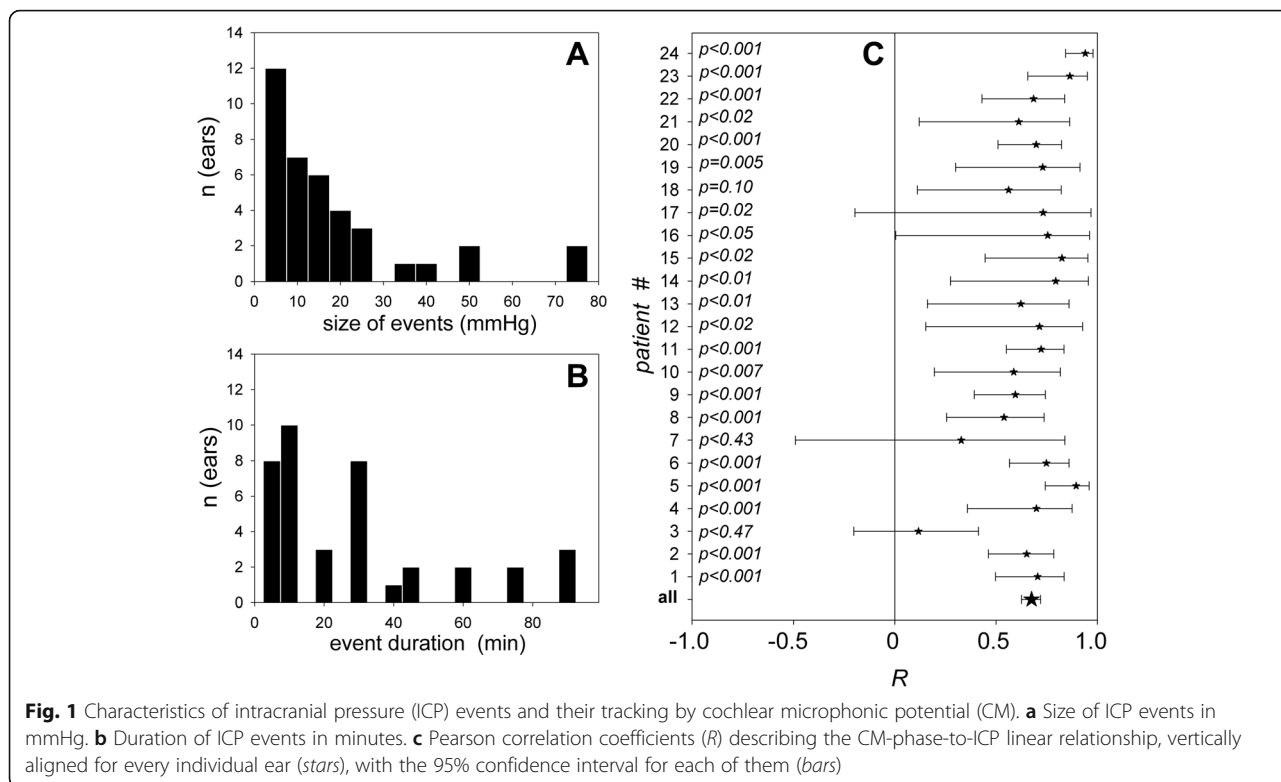 A
14
12
10
8
6
4
2
0
n (ears)
0 10 20 30 40 50 60 70 80
size of events (mmHg)
B
14
12
10
8
6
4
2
0
n (ears)
0 20 40 60 80
event duration (min)
C
patient #
24 p<0.001
23 p<0.001
22 p<0.001
21 p<0.02
20 p<0.001
19 p=0.005
18 p=0.10
17 p=0.02
16 p<0.05
15 p<0.02
14 p<0.01
13 p<0.01
12 p<0.02
11 p<0.001
10 p<0.007
9 p<0.001
8 p<0.001
7 p<0.43
6 p<0.001
5 p<0.001
4 p<0.001
3 p<0.47
2 p<0.001
1 p<0.001
all
-1.0 -0.5 0 0.5 1.0
R
Fig. 1 Characteristics of intracranial pressure (ICP) events and their tracking by cochlear microphonic potential (CM). a Size of ICP events in
mmHg. b Duration of ICP events in minutes. c Pearson correlation coefficients (R) describing the CM-phase-to-ICP linear relationship, vertically
aligned for every individual ear (stars), with the 95% confidence interval for each of them (bars)